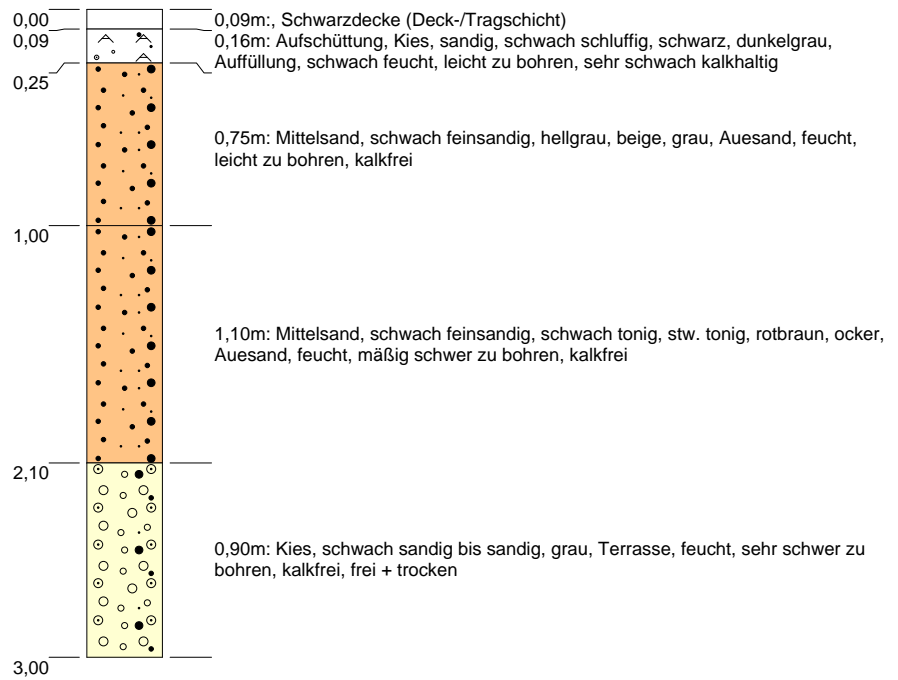 0,00
0,09m:, Schwarzdecke (Deck-/Tragschicht)
0,09
0,16m: Aufschüttung, Kies, sandig, schwach schluffig, schwarz, dunkelgrau,
Auffüllung, schwach feucht, leicht zu bohren, sehr schwach kalkhaltig
0,25
0,75m: Mittelsand, schwach feinsandig, hellgrau, beige, grau, Auesand, feucht,
leicht zu bohren, kalkfrei
1,00
1,10m: Mittelsand, schwach feinsandig, schwach tonig, stw. tonig, rotbraun, ocker,
Auesand, feucht, mäßig schwer zu bohren, kalkfrei
2,10
0,90m: Kies, schwach sandig bis sandig, grau, Terrasse, feucht, sehr schwer zu
bohren, kalkfrei, frei + trocken
3,00